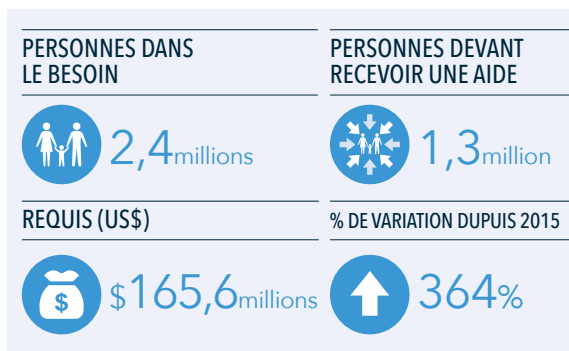 PERSONNES DANS
LE BESOIN
2,4millions
PERSONNES DEVANT
RECEVOIR UNE AIDE
1,3million
REQUIS (US$)
$
$165,6millions
% DE VARIATION DUPUIS 2015
364%